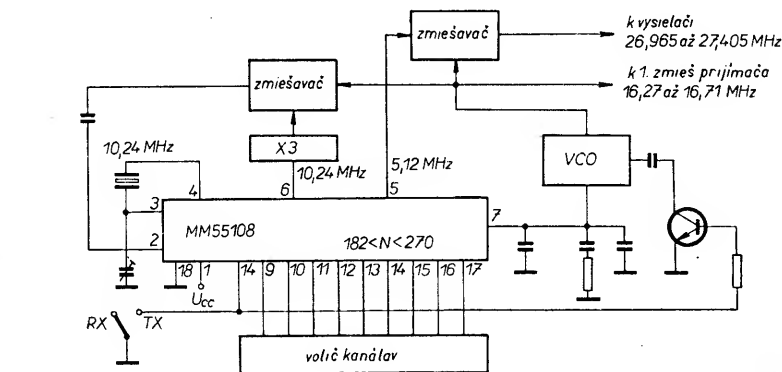 k vysielači
26,965 až 27,405 MHz
zmiešavač
k 1. zmieš prijímača
16,27 až 16,71 MHz
zmiešavač
10,24 MHz
X3
10,24 MHz
5,12 MHz
VCO
4
6
5
3
7
2
MM55108
182<N<270
18
1
14
9
10
11
12
13
14
15
16
17
Ucc
RX
TX
volič kanálav